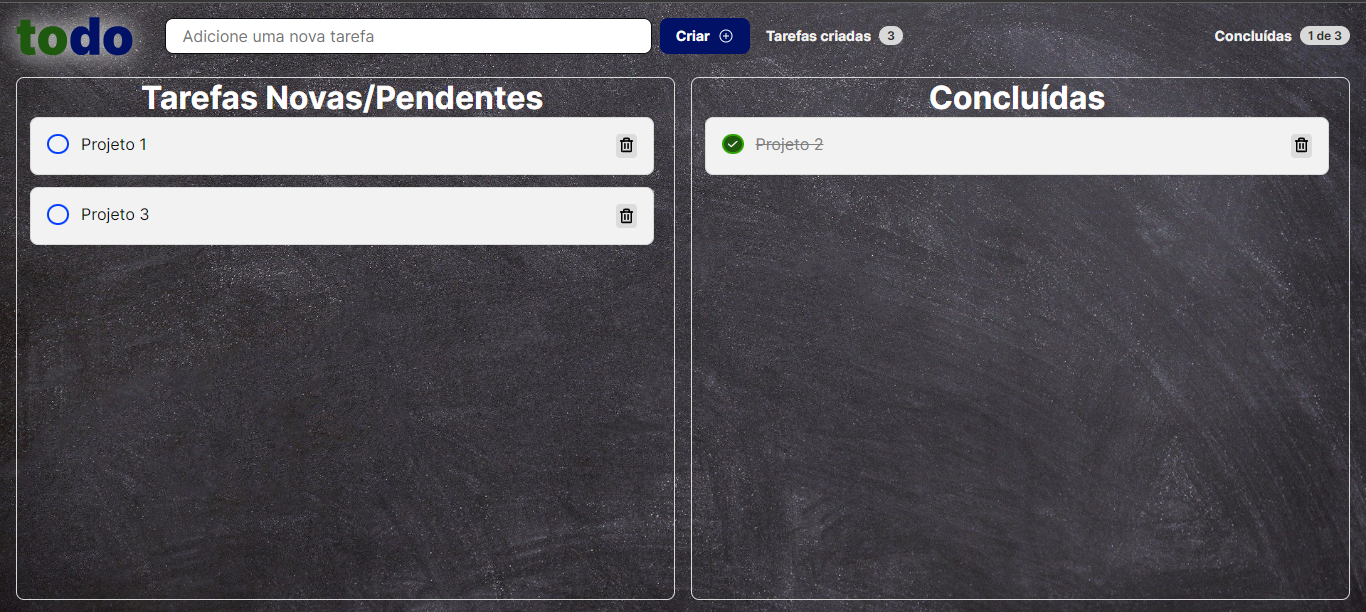 todo
Adicione uma nova tarefa
Criar
Tarefas criadas 3
Concluídas 1 de 3
Tarefas Novas/Pendentes
Projeto 1
Projeto 3
Concluídas
Projeto 2